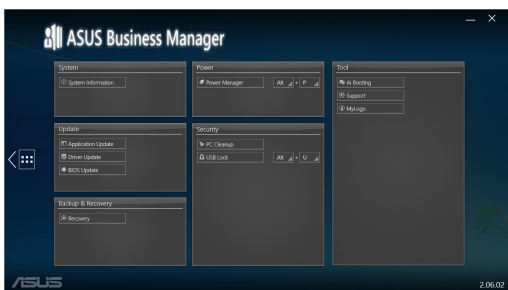 ASUS Business Manager
System
System Information
Power
Power Manager
Alt + P
Tool
Ai Booting
Support
MyLogo
Update
Application Update
Driver Update
BIOS Update
Security
PC Cleanup
USB Lock
Alt + U
Backup & Recovery
Recovery
ASUS
2.06.02